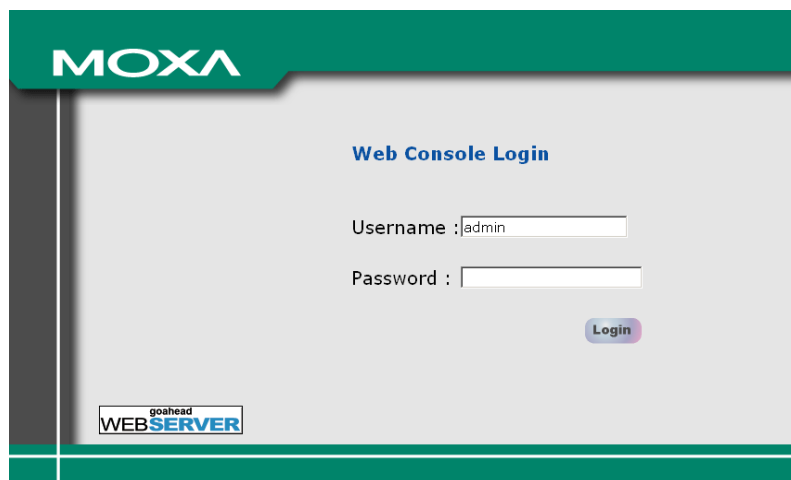 MOXA
Web Console Login
Username : admin
Password :
Login
goahead
WEBSERVER